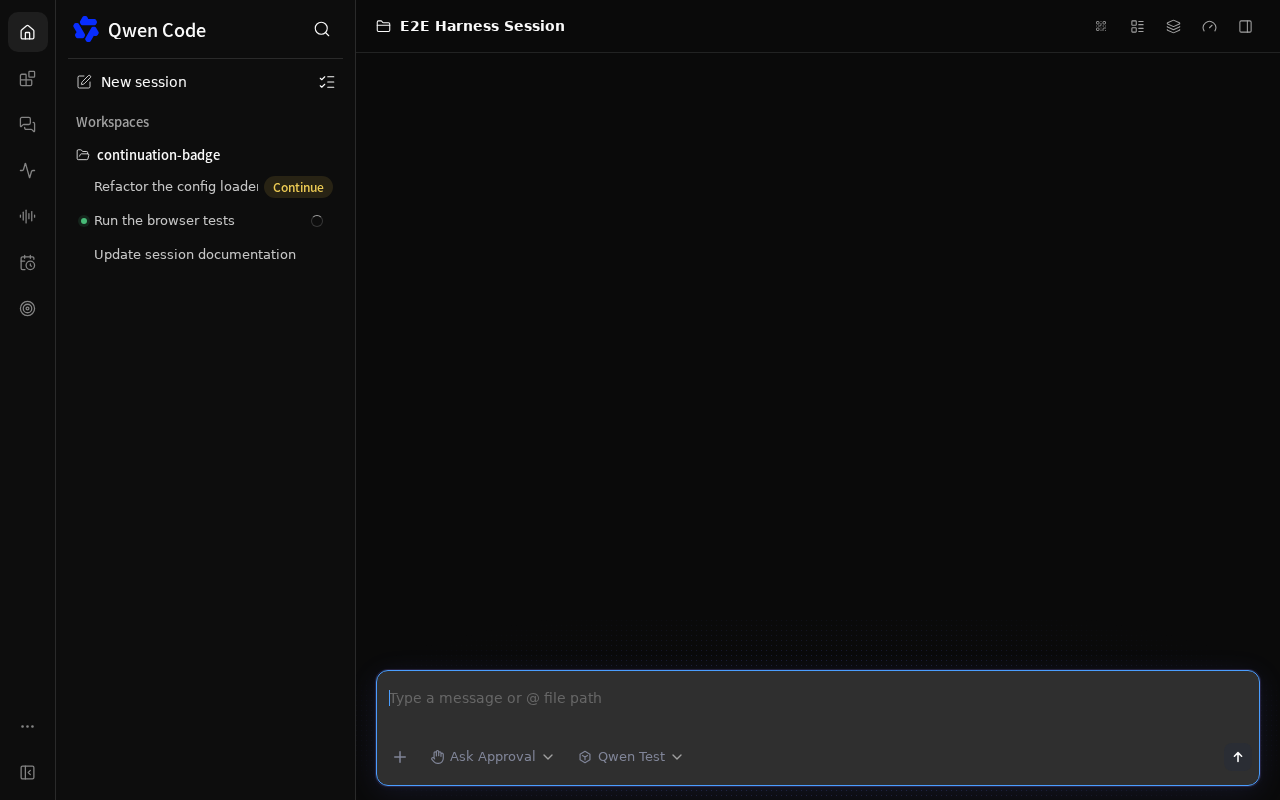 Qwen Code
E2E Harness Session
New session
Workspaces
continuation-badge
Refactor the config loader Continue
Run the browser tests
Update session documentation
Type a message or @ file path
Ask Approval
Qwen Test